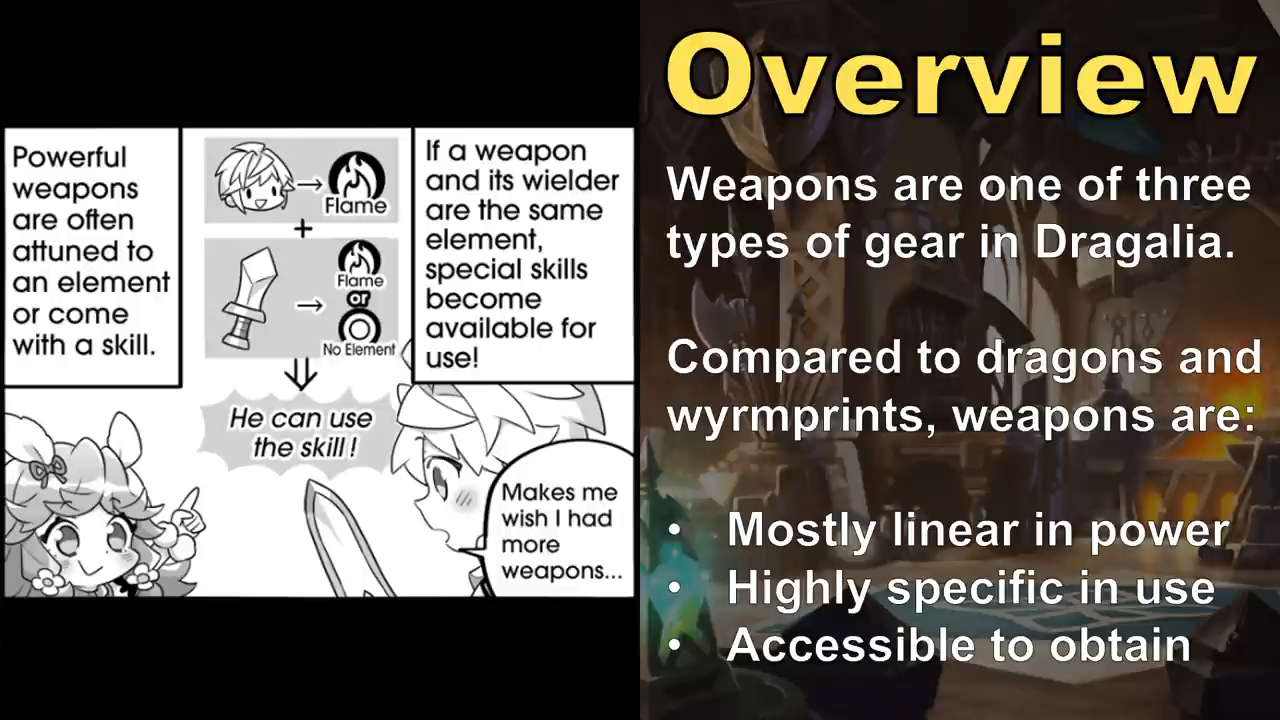 Powerful
weapons
are often
attuned to
an element
or come
with a skill.
Flame
+
Flame
or
No Element
If a weapon
and its wielder
are the same
element,
special skills
become
available for
use!
He can use
the skill!
Makes me
wish I had
more
weapons...
Overview
Weapons are one of three
types of gear in Dragalia.
Compared to dragons and
wyrmprints, weapons are:
• Mostly linear in power
• Highly specific in use
• Accessible to obtain